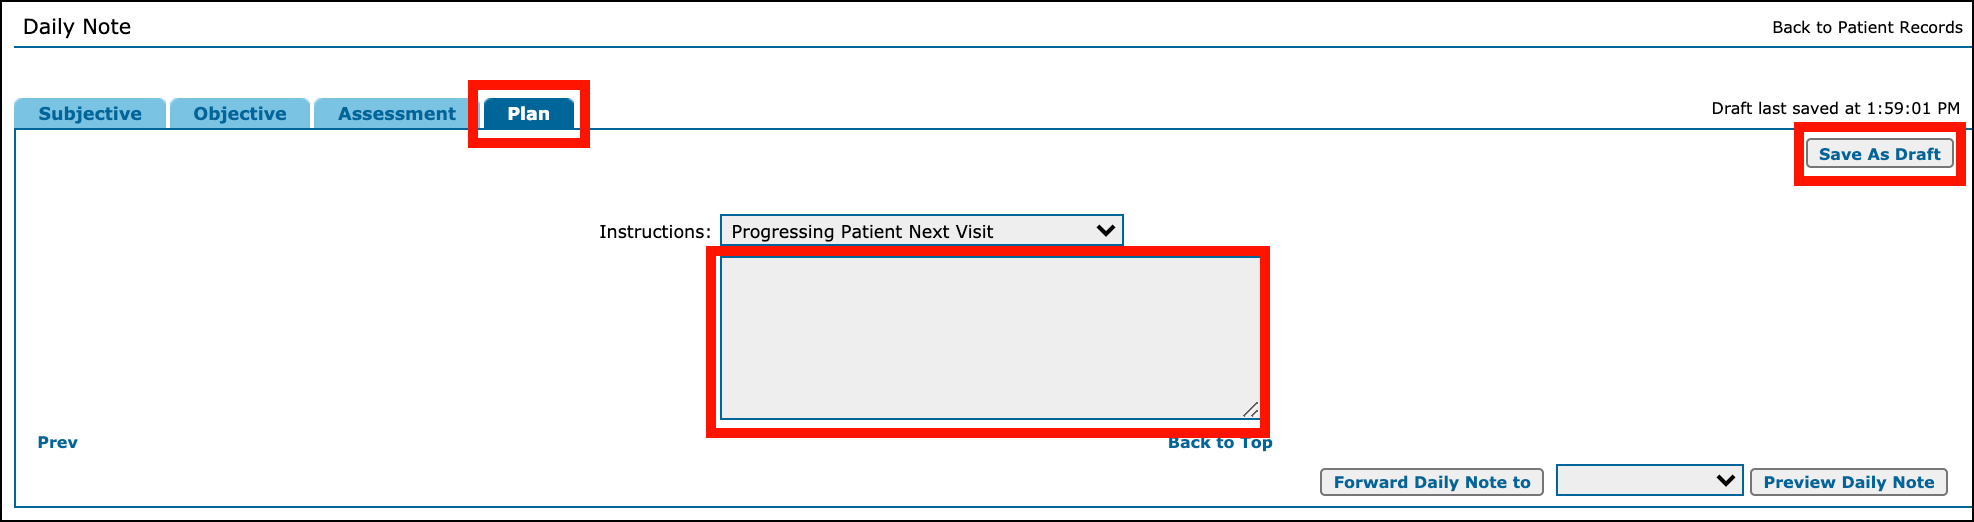 Daily Note
Back to Patient Records
Subjective Objective Assessment Plan
Draft last saved at 1:59:01 PM
Save As Draft
Instructions: Progressing Patient Next Visit
Prev
Back to Top
Forward Daily Note to
Preview Daily Note